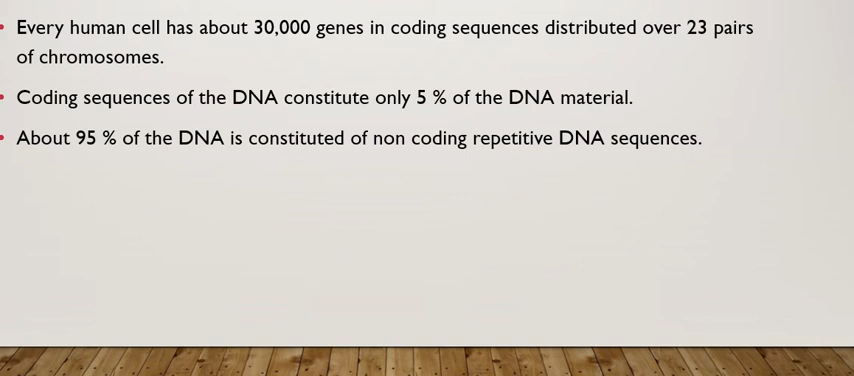 • Every human cell has about 30,000 genes in coding sequences distributed over 23 pairs
of chromosomes.
• Coding sequences of the DNA constitute only 5 % of the DNA material.
• About 95 % of the DNA is constituted of non coding repetitive DNA sequences.